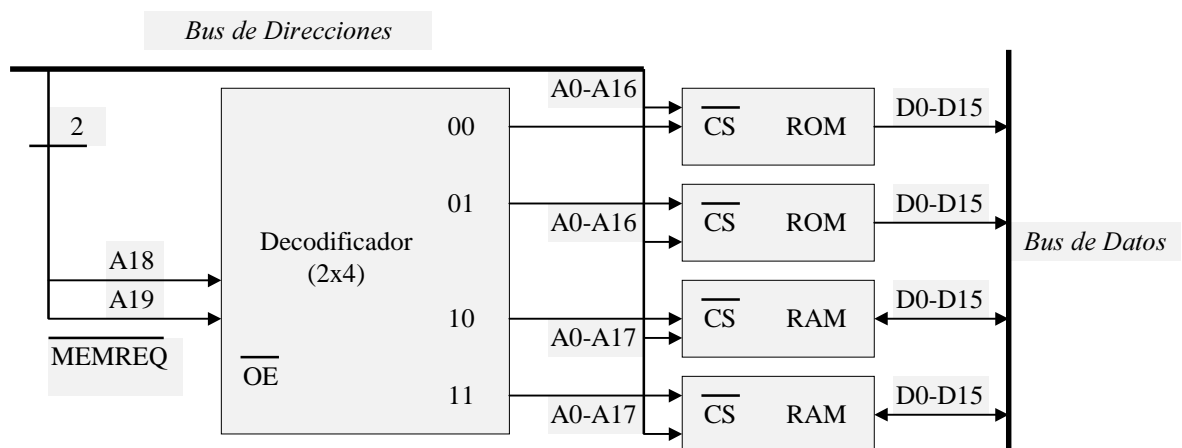 Bus de Direcciones
A0-A16
2
00
CS ROM
D0-D15
01
A0-A16
CS ROM
D0-D15
Decodificador
(2x4)
Bus de Datos
A18
A19
10
A0-A17
CS RAM
D0-D15
MEMREQ
OE
11
A0-A17
CS RAM
D0-D15